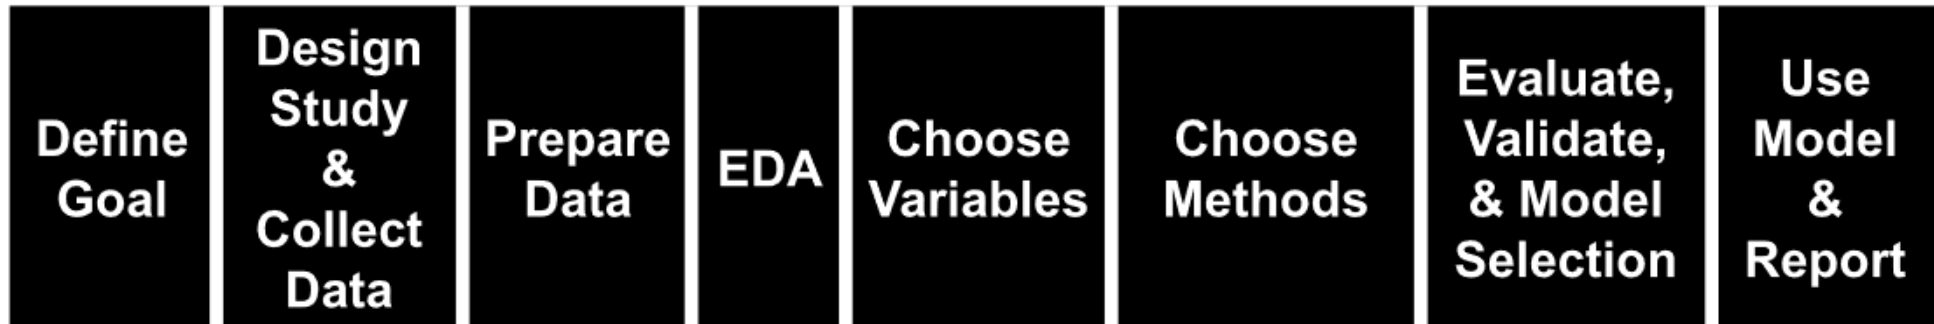 Define
Goal
Design
Study
&
Collect
Data
Prepare
Data
EDA
Choose
Variables
Choose
Methods
Evaluate,
Validate,
& Model
Selection
Use
Model
&
Report